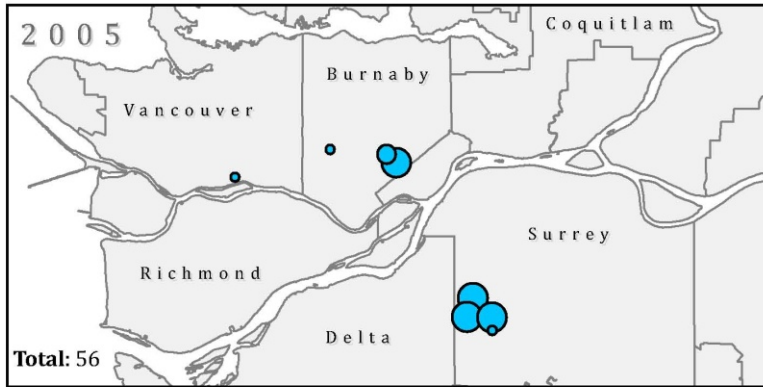 2005
Coquitlam
Burnaby
Vancouver
Surrey
Richmond
Delta
Total: 56